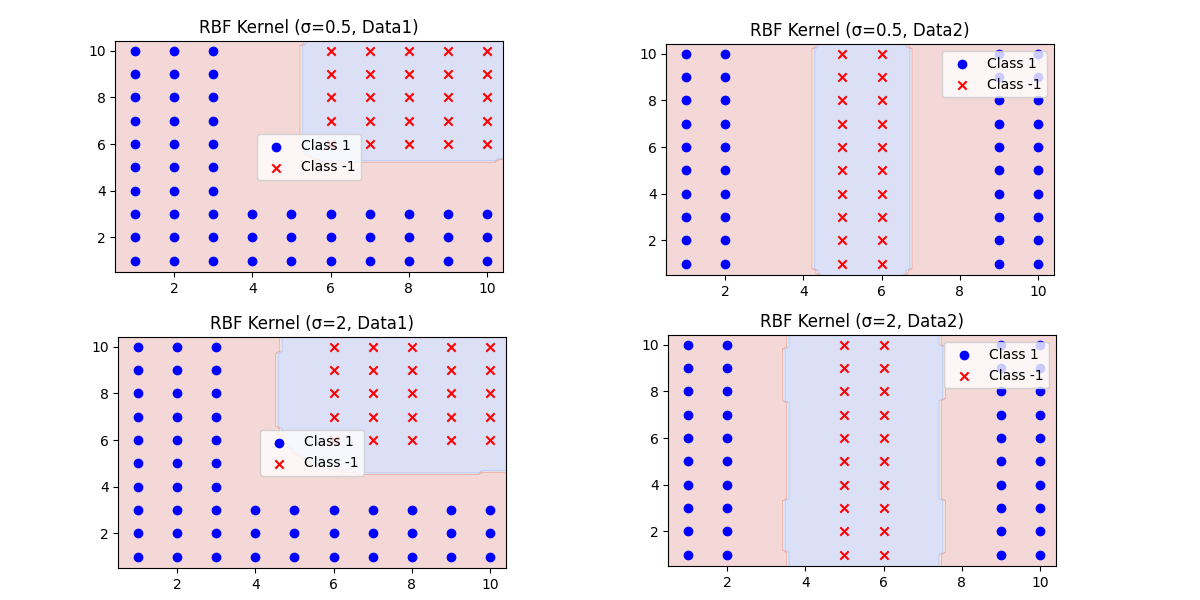 RBF Kernel (σ=0.5, Data1)
10
8
6
4
2
2 4 6 8 10
Class 1
Class -1
RBF Kernel (σ=0.5, Data2)
10
8
6
4
2
2 4 6 8 10
Class 1
Class -1
RBF Kernel (σ=2, Data1)
10
8
6
4
2
2 4 6 8 10
Class 1
Class -1
RBF Kernel (σ=2, Data2)
10
8
6
4
2
2 4 6 8 10
Class 1
Class -1